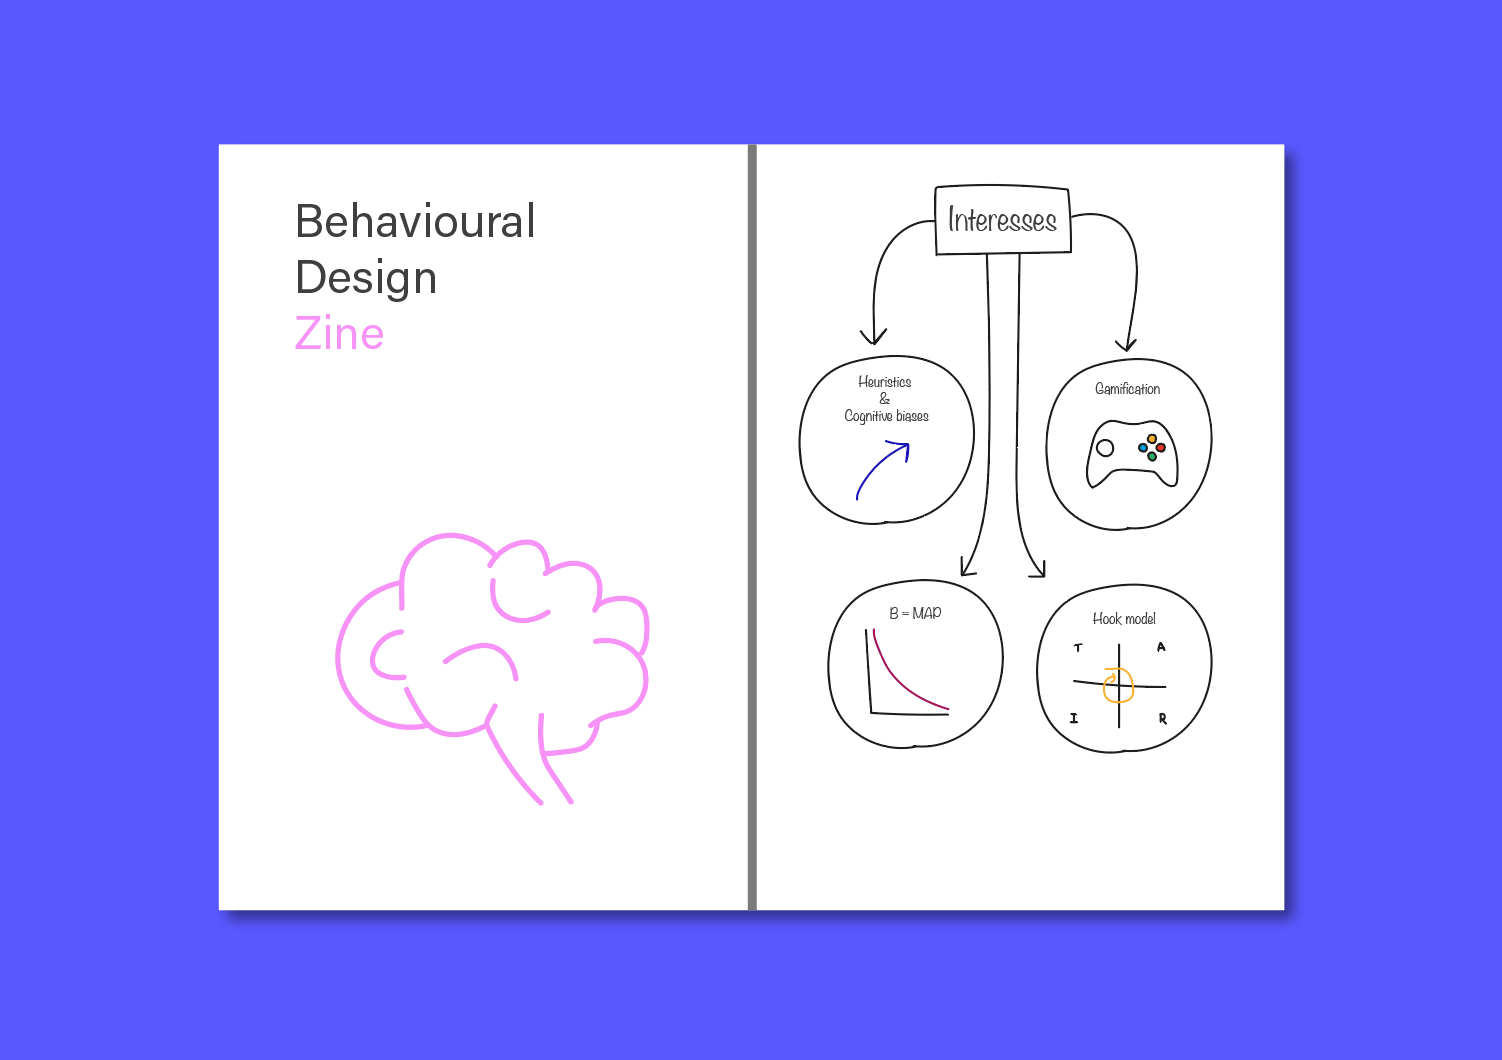 Behavioural
Design
Zine
Interesses
Heuristics
&
Cognitive biases
Gamification
B = MAP
Hook model
T A
I R